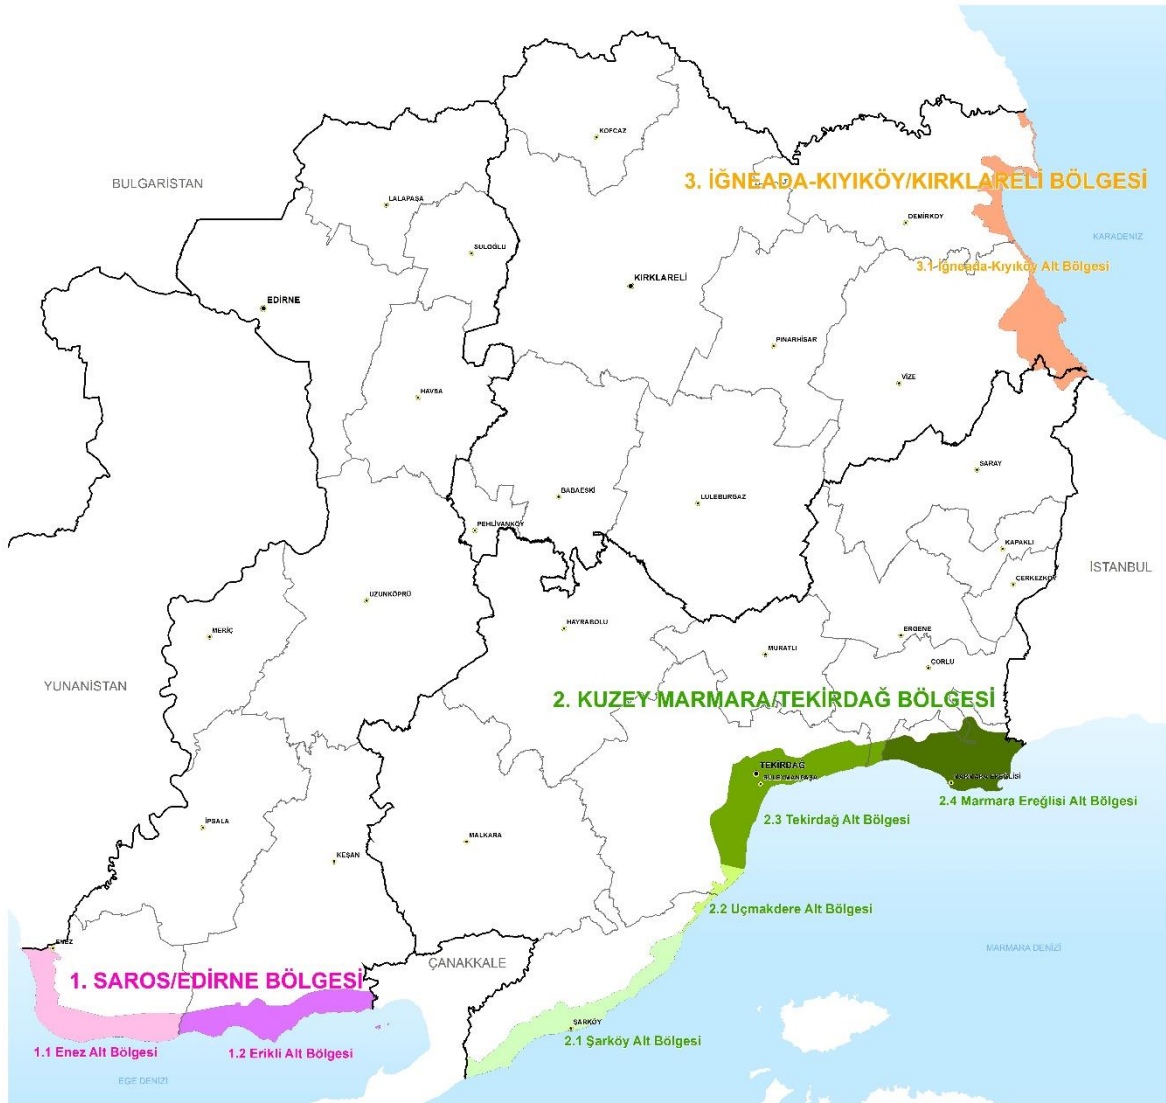 KOFCAZ
BULGARİSTAN
3. İĞNEADA-KIYIKÖY/KIRKLARELİ BÖLGESİ
LALAPAŞA
DEMİRKÖY
KARADENİZ
SULOĞLU
3.1-İğneada-Kıyıköy Alt Bölgesi
KIRKLARELİ
EDİRNE
PINARHİSAR
VİZE
HAVSA
SARAY
BABAESKİ
LULEBURGAZ
PEHLİVANKÖY
KAPAKLI
İSTANBUL
ÇERKEZKÖY
UZUNKÖPRÜ
HAYRABOLU
ERGENE
MERİÇ
MURATLI
ÇORLU
YUNANİSTAN
2. KUZEY MARMARA/TEKİRDAĞ BÖLGESİ
TEKİRDAĞ
SÜLEYMANPAŞA
MARMARA EREĞLİSİ
2.4 Marmara Ereğlisi Alt Bölgesi
2.3 Tekirdağ Alt Bölgesi
İPSALA
MALKARA
KEŞAN
2.2 Uçmakdere Alt Bölgesi
ENEZ
MARMARA DENİZİ
ÇANAKKALE
1. SAROS/EDİRNE BÖLGESİ
ŞARKÖY
2.1 Şarköy Alt Bölgesi
1.1 Enez Alt Bölgesi
1.2 Erikli Alt Bölgesi
EGE DENİZİ